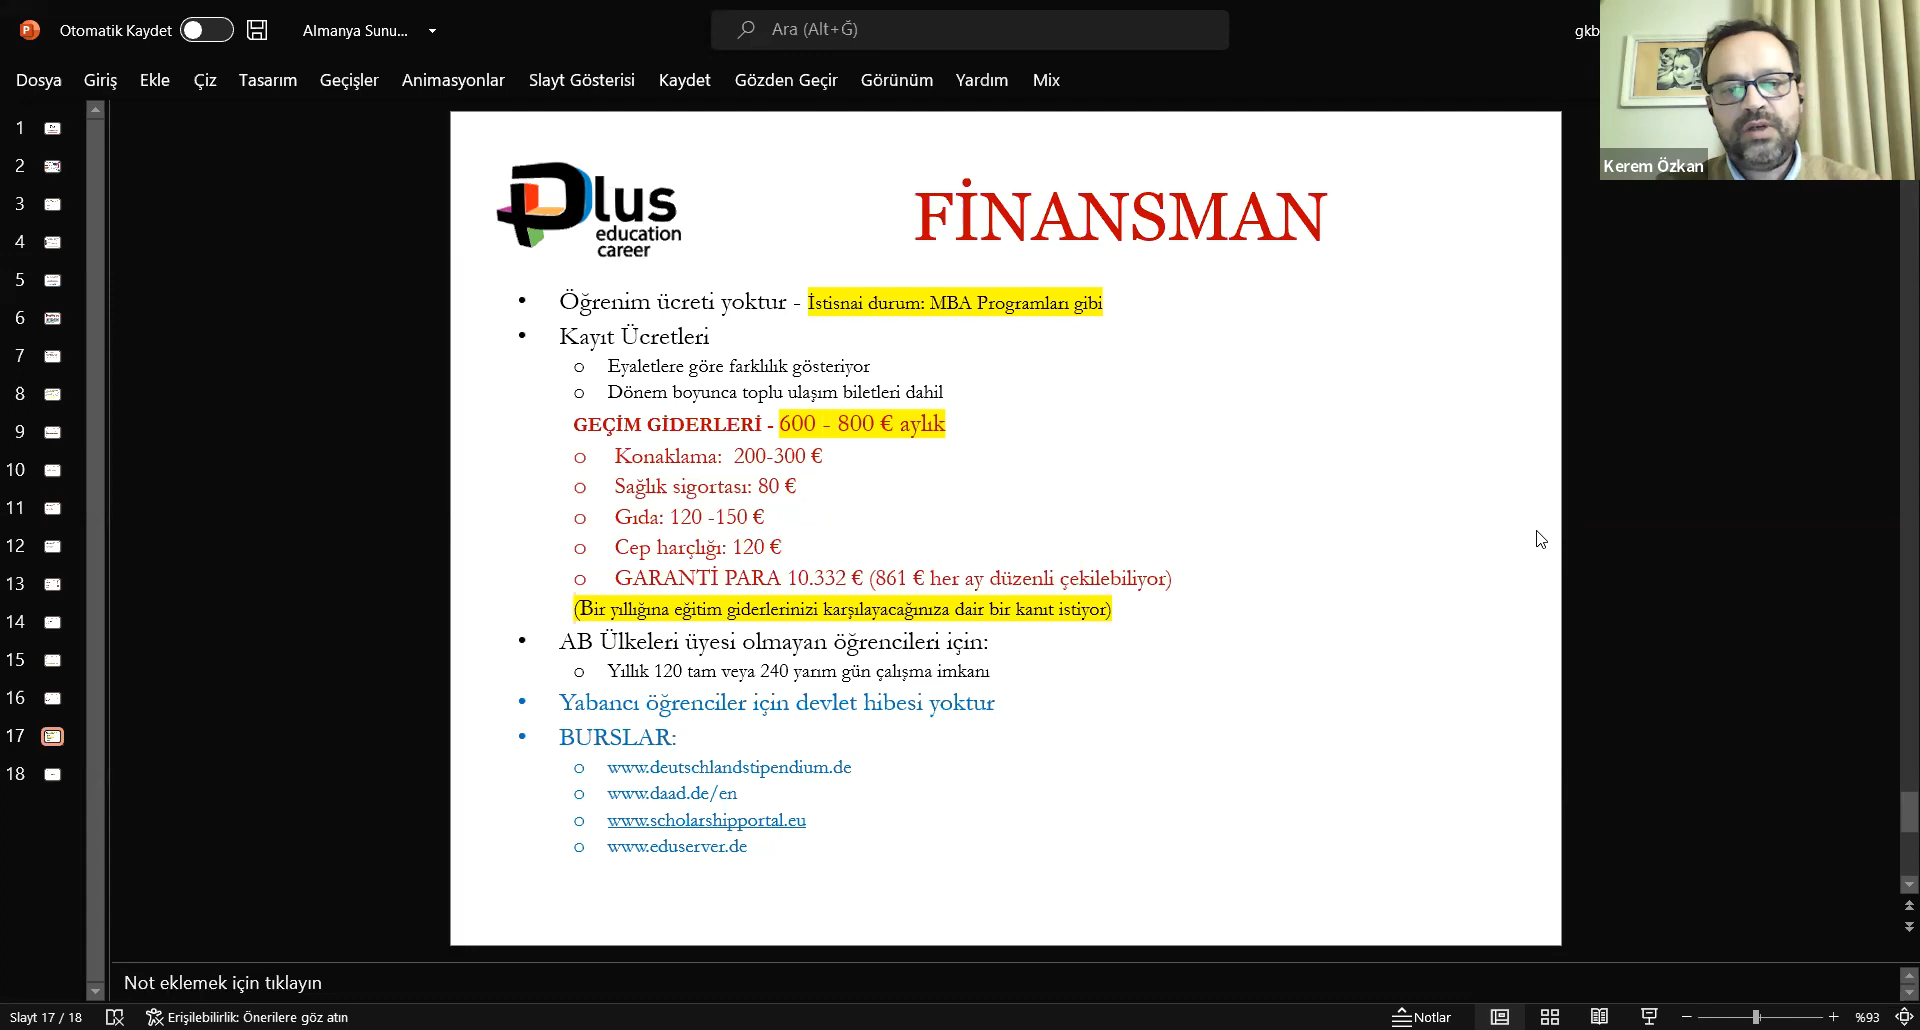 Otomatik Kaydet
Almanya Sunu...
Ara (Alt+Ğ)
gkb
Dosya Giriş Ekle Çiz Tasarım Geçişler Animasyonlar Slayt Gösterisi Kaydet Gözden Geçir Görünüm Yardım Mix
Kerem Özkan
1
2
3
4
5
6
7
8
9
10
11
12
13
14
15
16
17
18
Plus
education
career
FİNANSMAN
• Öğrenim ücreti yoktur - İstisnai durum: MBA Programları gibi
• Kayıt Ücretleri
o Eyaletlere göre farklılık gösteriyor
o Dönem boyunca toplu ulaşım biletleri dahil
GEÇİM GİDERLERİ - 600 - 800 € aylık
o Konaklama: 200-300 €
o Sağlık sigortası: 80 €
o Gıda: 120 -150 €
o Cep harçlığı: 120 €
o GARANTİ PARA 10.332 € (861 € her ay düzenli çekilebiliyor)
(Bir yıllığına eğitim giderlerinizi karşılayacağınıza dair bir kanıt istiyor)
• AB Ülkeleri üyesi olmayan öğrencileri için:
o Yıllık 120 tam veya 240 yarım gün çalışma imkanı
• Yabancı öğrenciler için devlet hibesi yoktur
• BURSLAR:
o www.deutschlandstipendium.de
o www.daad.de/en
o www.scholarshipportal.eu
o www.eduserver.de
Not eklemek için tıklayın
Slayt 17 / 18
Erişilebilirlik: Önerilere göz atın
Notlar
%93